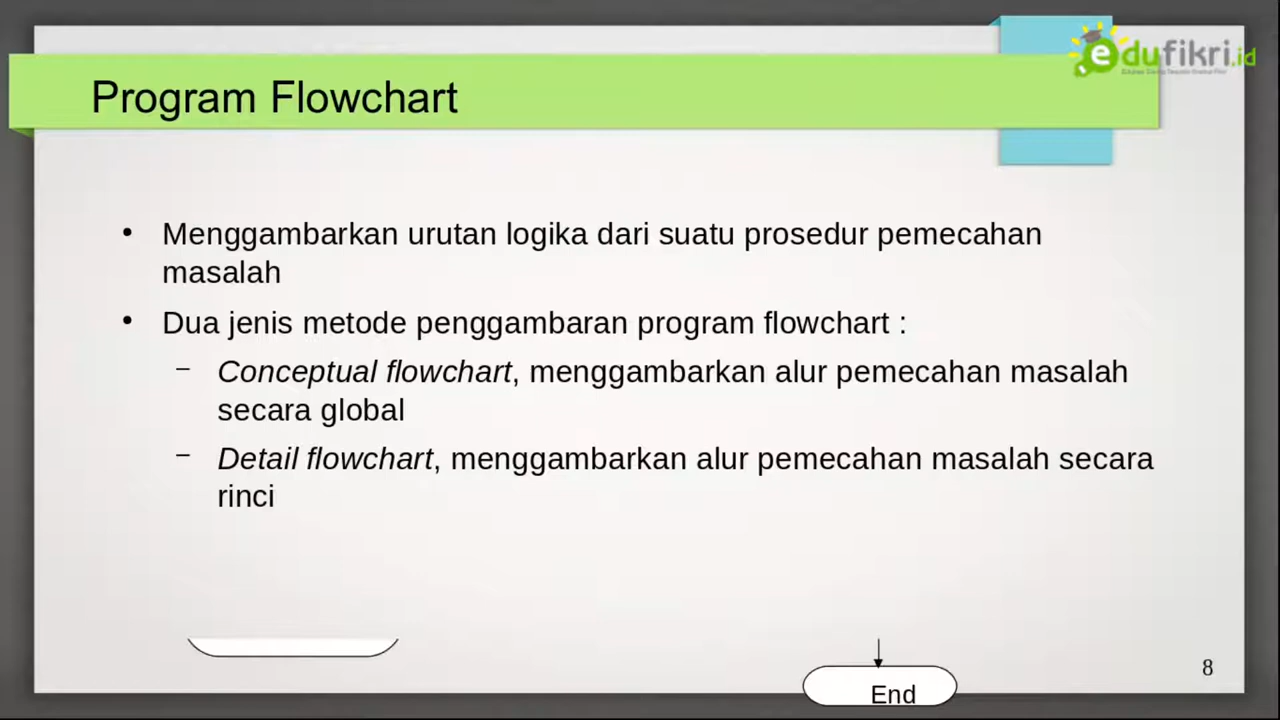 edufikri.id
Program Flowchart
• Menggambarkan urutan logika dari suatu prosedur pemecahan
masalah
• Dua jenis metode penggambaran program flowchart :
– Conceptual flowchart, menggambarkan alur pemecahan masalah
secara global
– Detail flowchart, menggambarkan alur pemecahan masalah secara
rinci
8
End